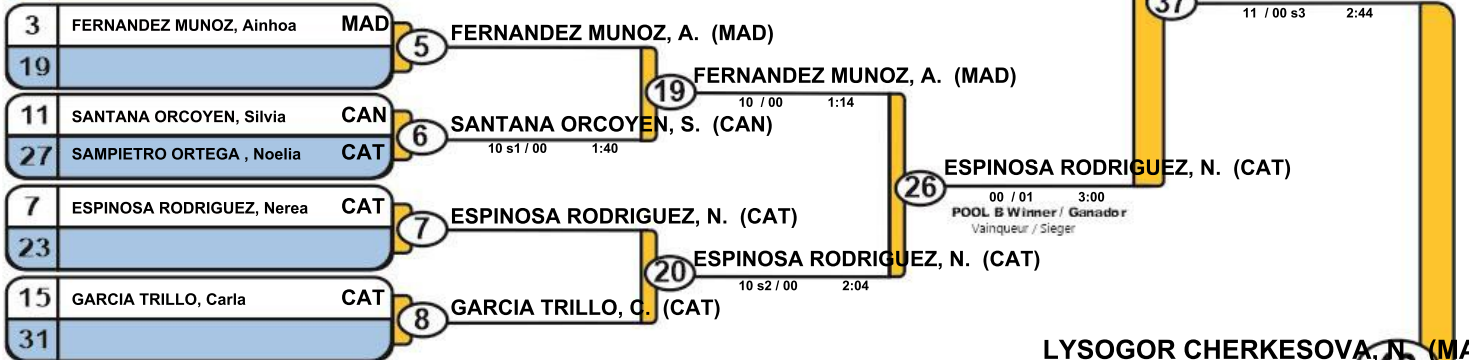 3 FERNANDEZ MUNOZ, Ainhoa MAD
19
5 FERNANDEZ MUNOZ, A. (MAD)
11 SANTANA ORCOYEN, Silvia CAN
27 SAMPIETRO ORTEGA , Noelia CAT
6 SANTANA ORCOYEN, S. (CAN)
10 s1 / 00 1:40
19 FERNANDEZ MUNOZ, A. (MAD)
10 / 00 1:14
7 ESPINOSA RODRIGUEZ, Nerea CAT
23
7 ESPINOSA RODRIGUEZ, N. (CAT)
15 GARCIA TRILLO, Carla CAT
31
8 GARCIA TRILLO, C. (CAT)
20 ESPINOSA RODRIGUEZ, N. (CAT)
10 s2 / 00 2:04
26 ESPINOSA RODRIGUEZ, N. (CAT)
00 / 01 3:00
POOL B Winner / Ganador
Vainqueur / Sieger
37
11 / 00 s3 2:44
LYSOGOR CHERKESOVA, N. (MA